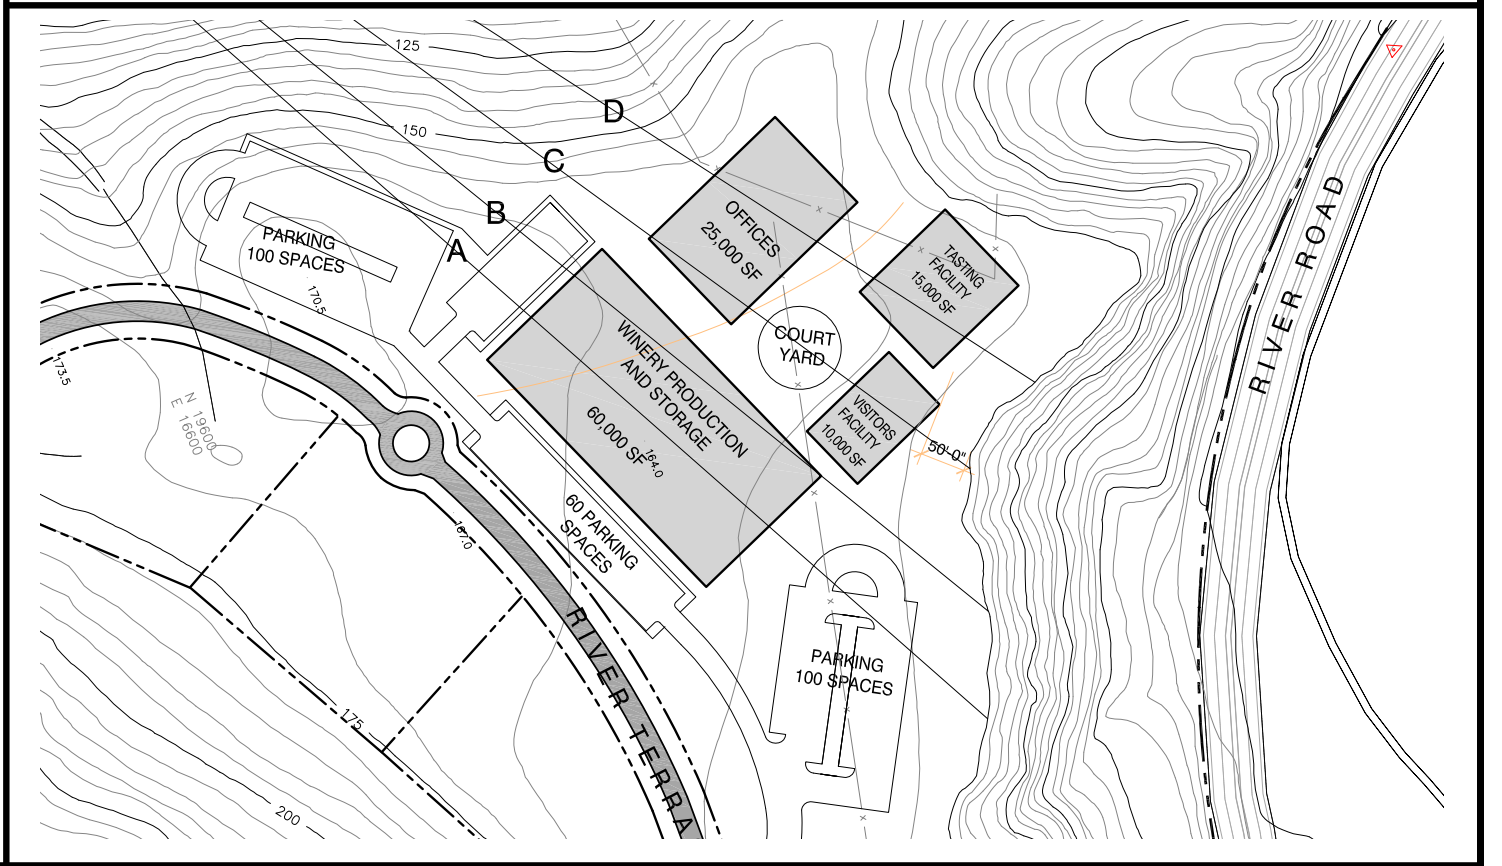 125
D
150
C
B
A
OFFICES
25,000 SF
PARKING
100 SPACES
170.5
TASTING
FACILITY
15,000 SF
RIVER ROAD
COURT
YARD
WINERY PRODUCTION
AND STORAGE
60,000 SF
164.0
173.5
N 19600
E 16600
VISITORS
FACILITY
10,000 SF
50'-0"
167.0
60 PARKING
SPACES
RIVER TERRA
PARKING
100 SPACES
175
200